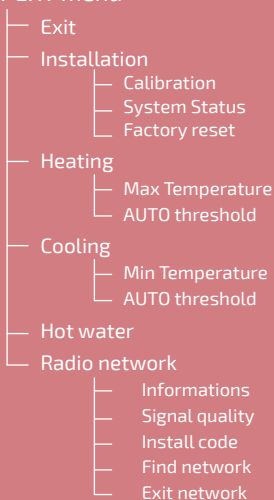 Exit
Installation
Calibration
System Status
Factory reset
Heating
Max Temperature
AUTO threshold
Cooling
Min Temperature
AUTO threshold
Hot water
Radio network
Informations
Signal quality
Install code
Find network
Exit network